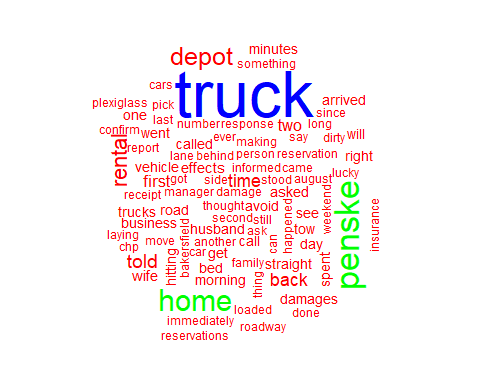 minutes
depot
something
truck
cars
plexiglass
pick
arrived
one
last
since
confirm
went
number
response
two
long
ever
making
say
dirty
will
report
called
rental
lane
behind
person
reservation
right
vehicle
effects
informed
came
lucky
first
got
side
time
stood
august
receipt
manager
damage
asked
weekend
penske
insurance
trucks
road
thought
avoid
see
happened
business
second
still
laying
husband
ask
tow
bakersfield
chp
move
another
call
can
day
told
car
get
hitting
wife
bed
family
straight
spent
morning
thing
back
home
loaded
damages
done
immediately
roadway
reservations